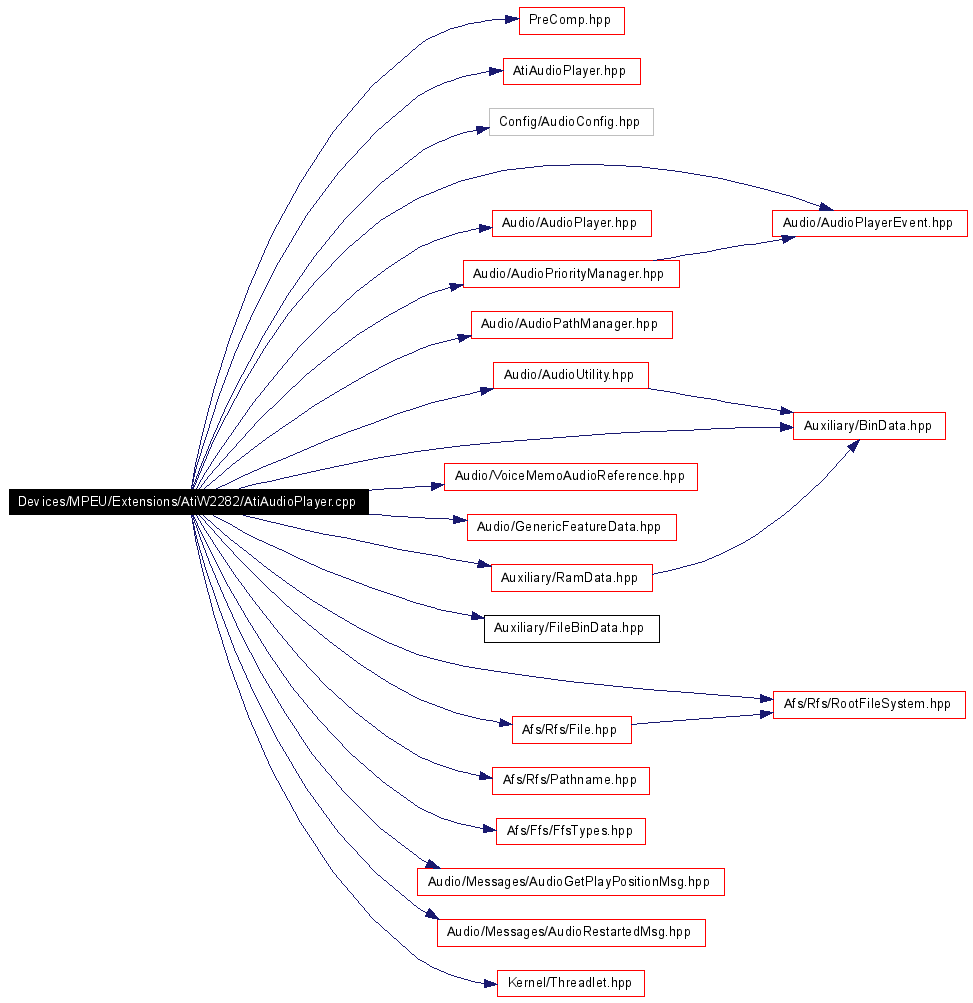 PreComp.hpp
AtiAudioPlayer.hpp
Config/AudioConfig.hpp
Audio/AudioPlayer.hpp
Audio/AudioPlayerEvent.hpp
Audio/AudioPriorityManager.hpp
Audio/AudioPathManager.hpp
Audio/AudioUtility.hpp
Auxiliary/BinData.hpp
Audio/VoiceMemoAudioReference.hpp
Devices/MPEU/Extensions/AtiW2282/AtiAudioPlayer.cpp
Audio/GenericFeatureData.hpp
Auxiliary/RamData.hpp
Auxiliary/FileBinData.hpp
Afs/Rfs/RootFileSystem.hpp
Afs/Rfs/File.hpp
Afs/Rfs/Pathname.hpp
Afs/Ffs/FfsTypes.hpp
Audio/Messages/AudioGetPlayPositionMsg.hpp
Audio/Messages/AudioRestartedMsg.hpp
Kernel/Threadlet.hpp